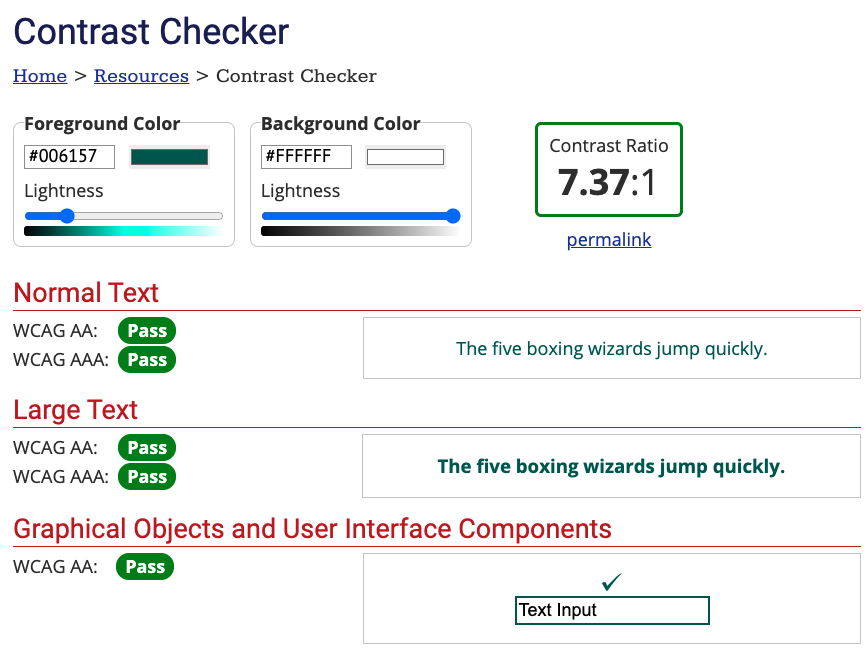 Contrast Checker
Home > Resources > Contrast Checker
Foreground Color
#006157
Lightness
Background Color
#FFFFFF
Lightness
Contrast Ratio
7.37:1
permalink
Normal Text
WCAG AA: Pass
WCAG AAA: Pass
The five boxing wizards jump quickly.
Large Text
WCAG AA: Pass
WCAG AAA: Pass
The five boxing wizards jump quickly.
Graphical Objects and User Interface Components
WCAG AA: Pass
✓
Text Input